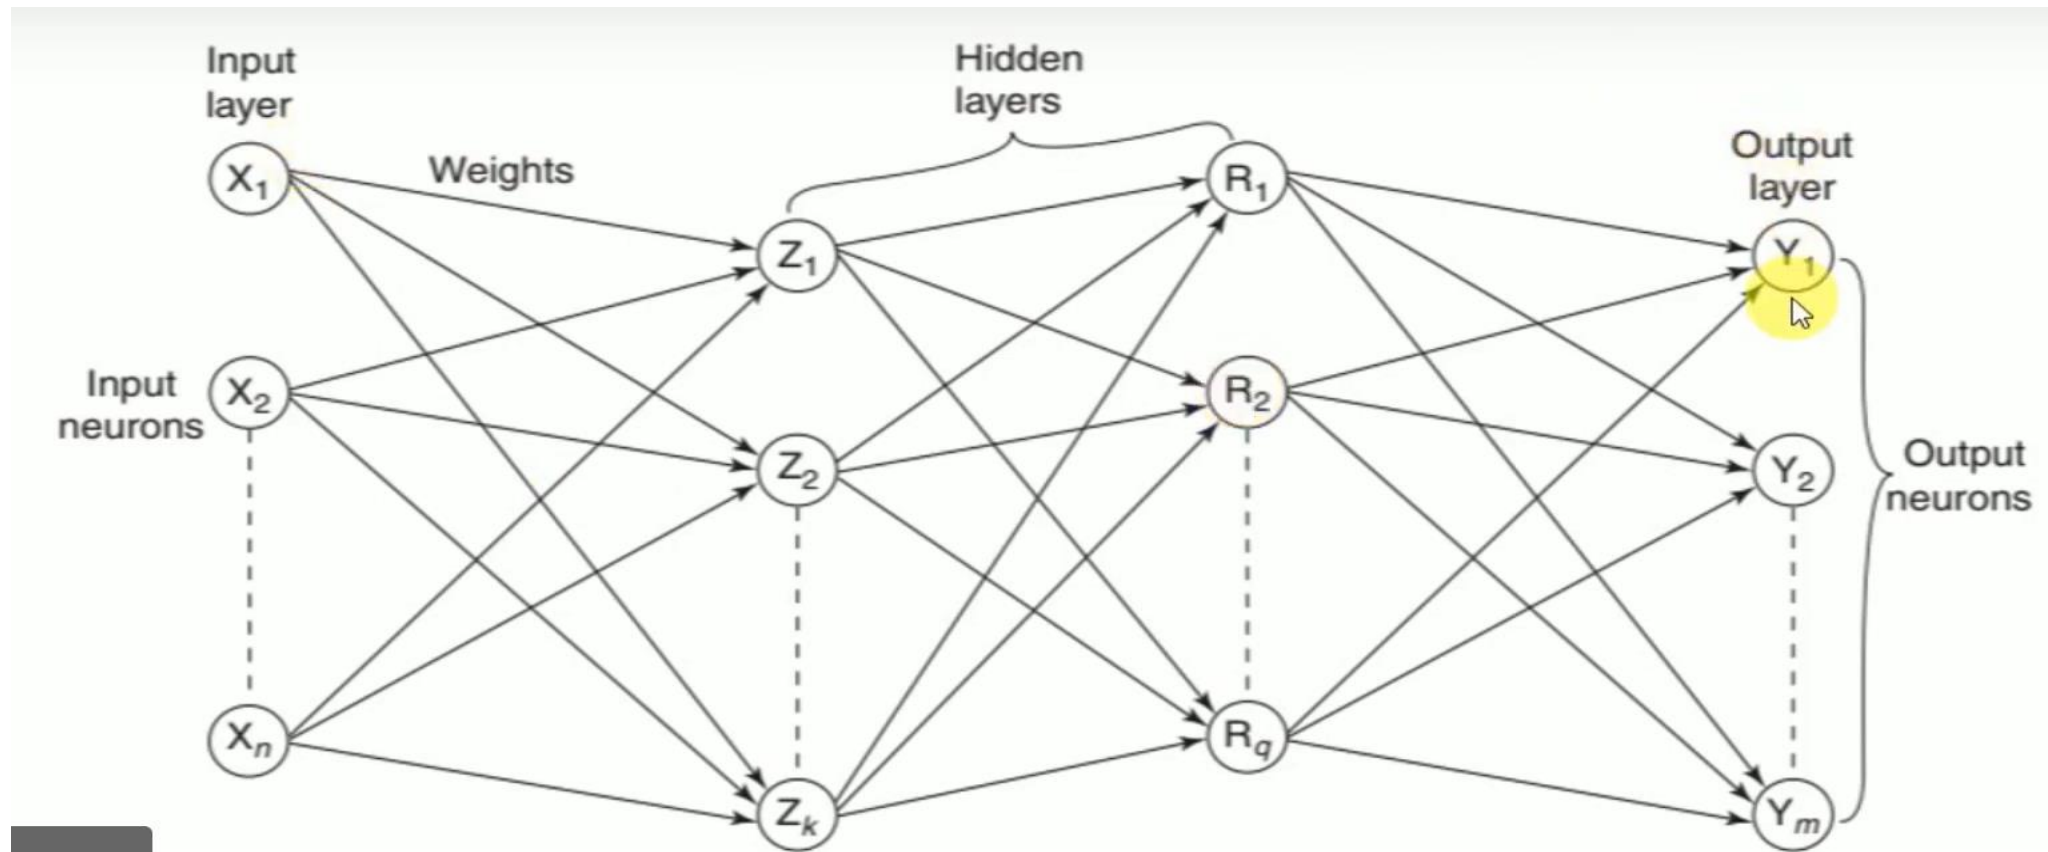 Input
layer
Hidden
layers
Output
layer
Weights
X1
Z1
R1
Y1
Input
neurons
X2
Z2
R2
Y2
Output
neurons
Xn
Zk
Rq
Ym